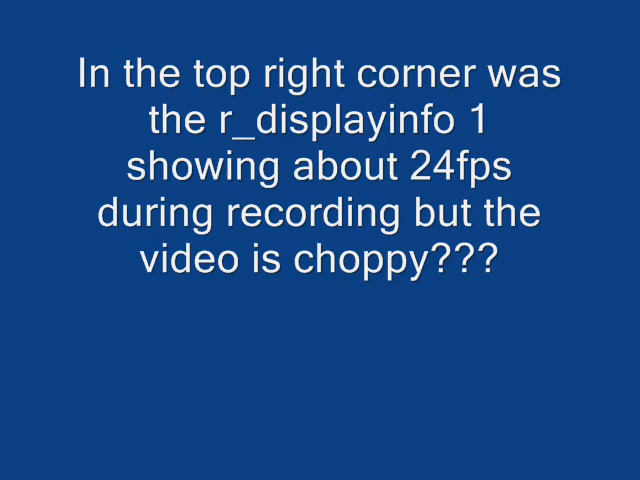 In the top right corner was
the r_displayinfo 1
showing about 24fps
during recording but the
video is choppy???